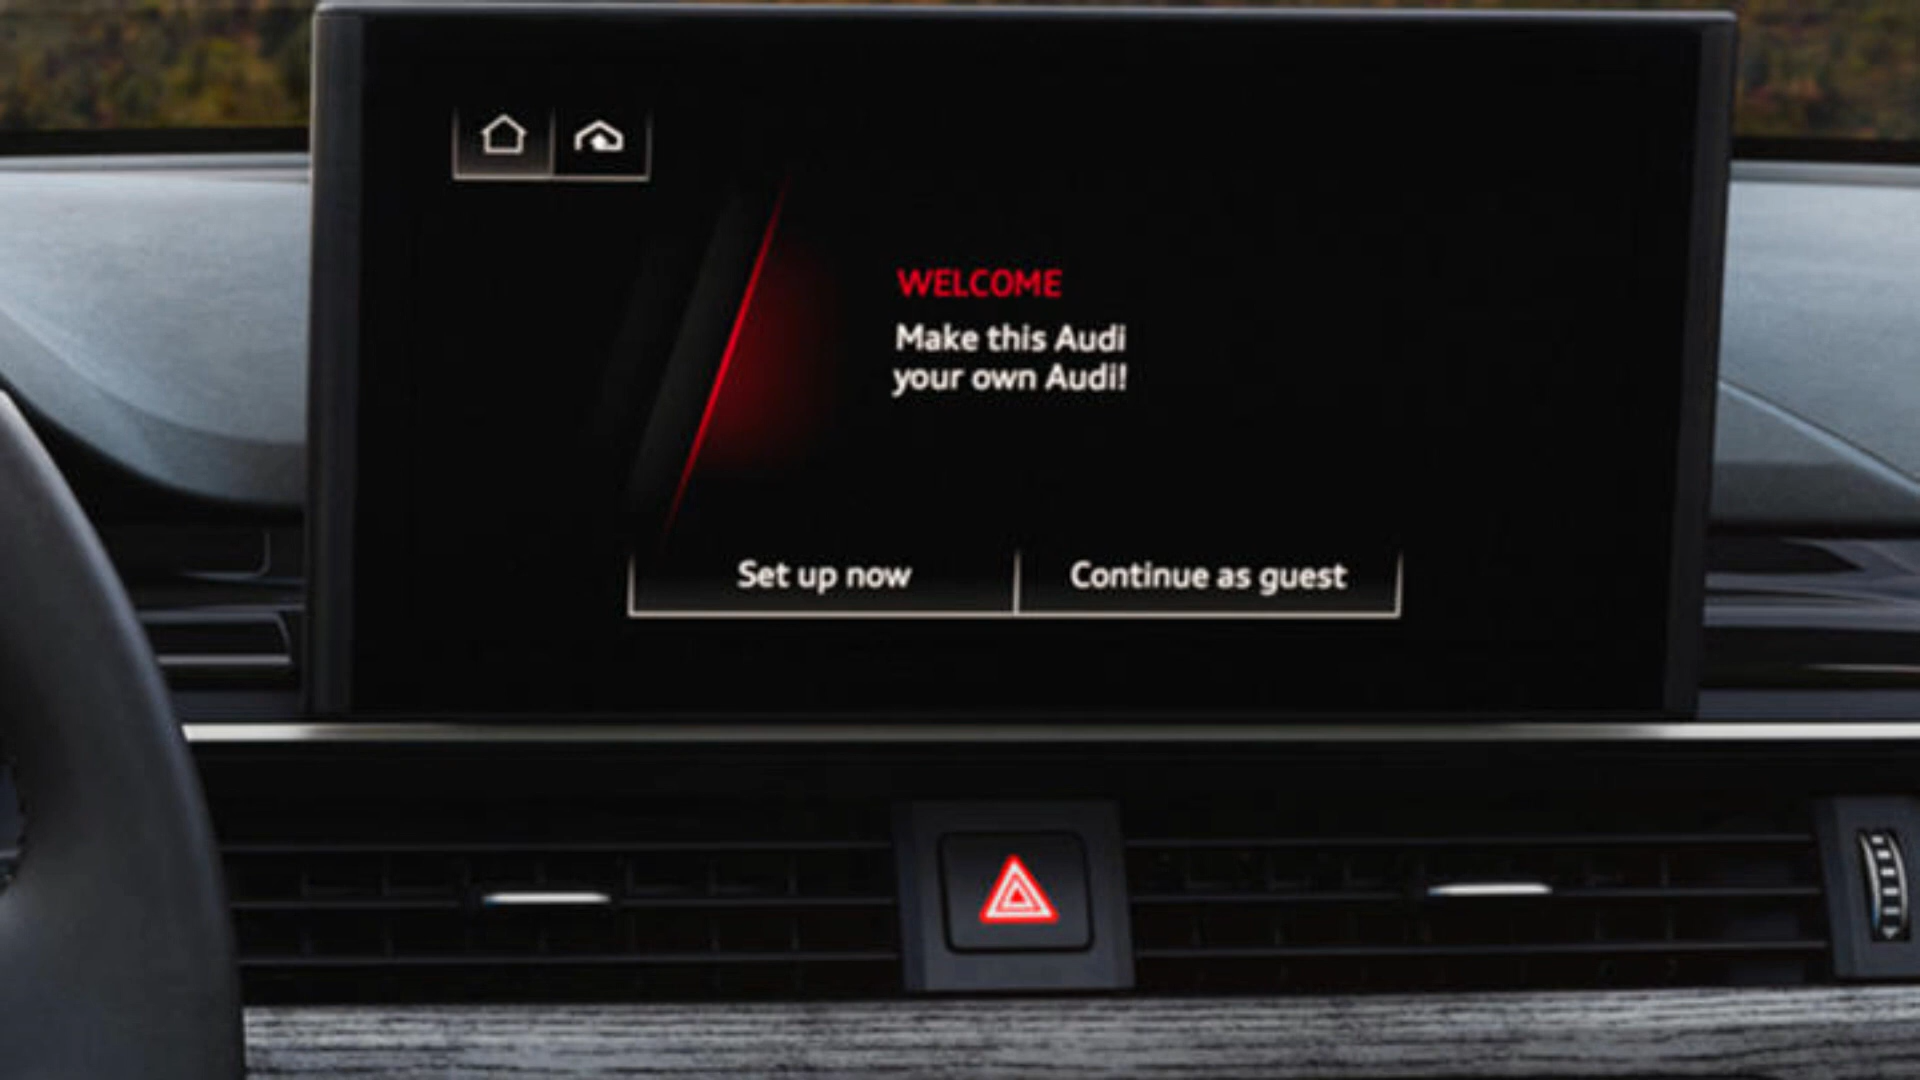 WELCOME
Make this Audi
your own Audi!
Set up now
Continue as guest